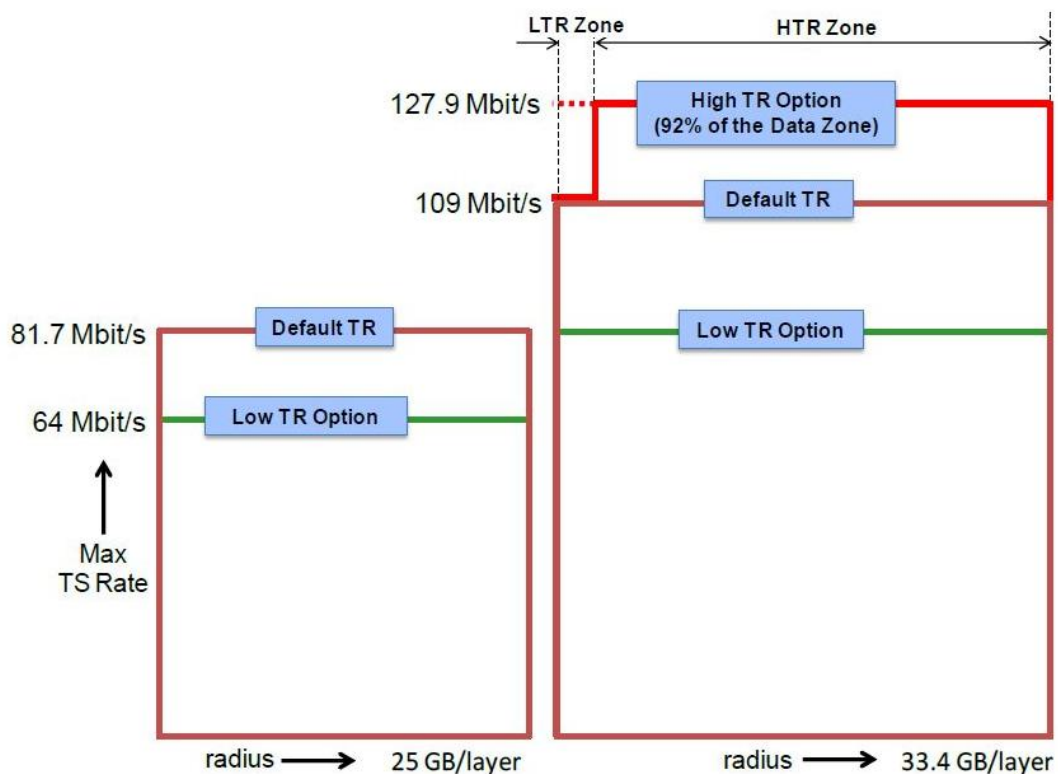 LTR Zone
HTR Zone
127.9 Mbit/s
High TR Option
(92% of the Data Zone)
109 Mbit/s
Default TR
81.7 Mbit/s
Default TR
Low TR Option
64 Mbit/s
Low TR Option
Max
TS Rate
radius
25 GB/layer
radius
33.4 GB/layer